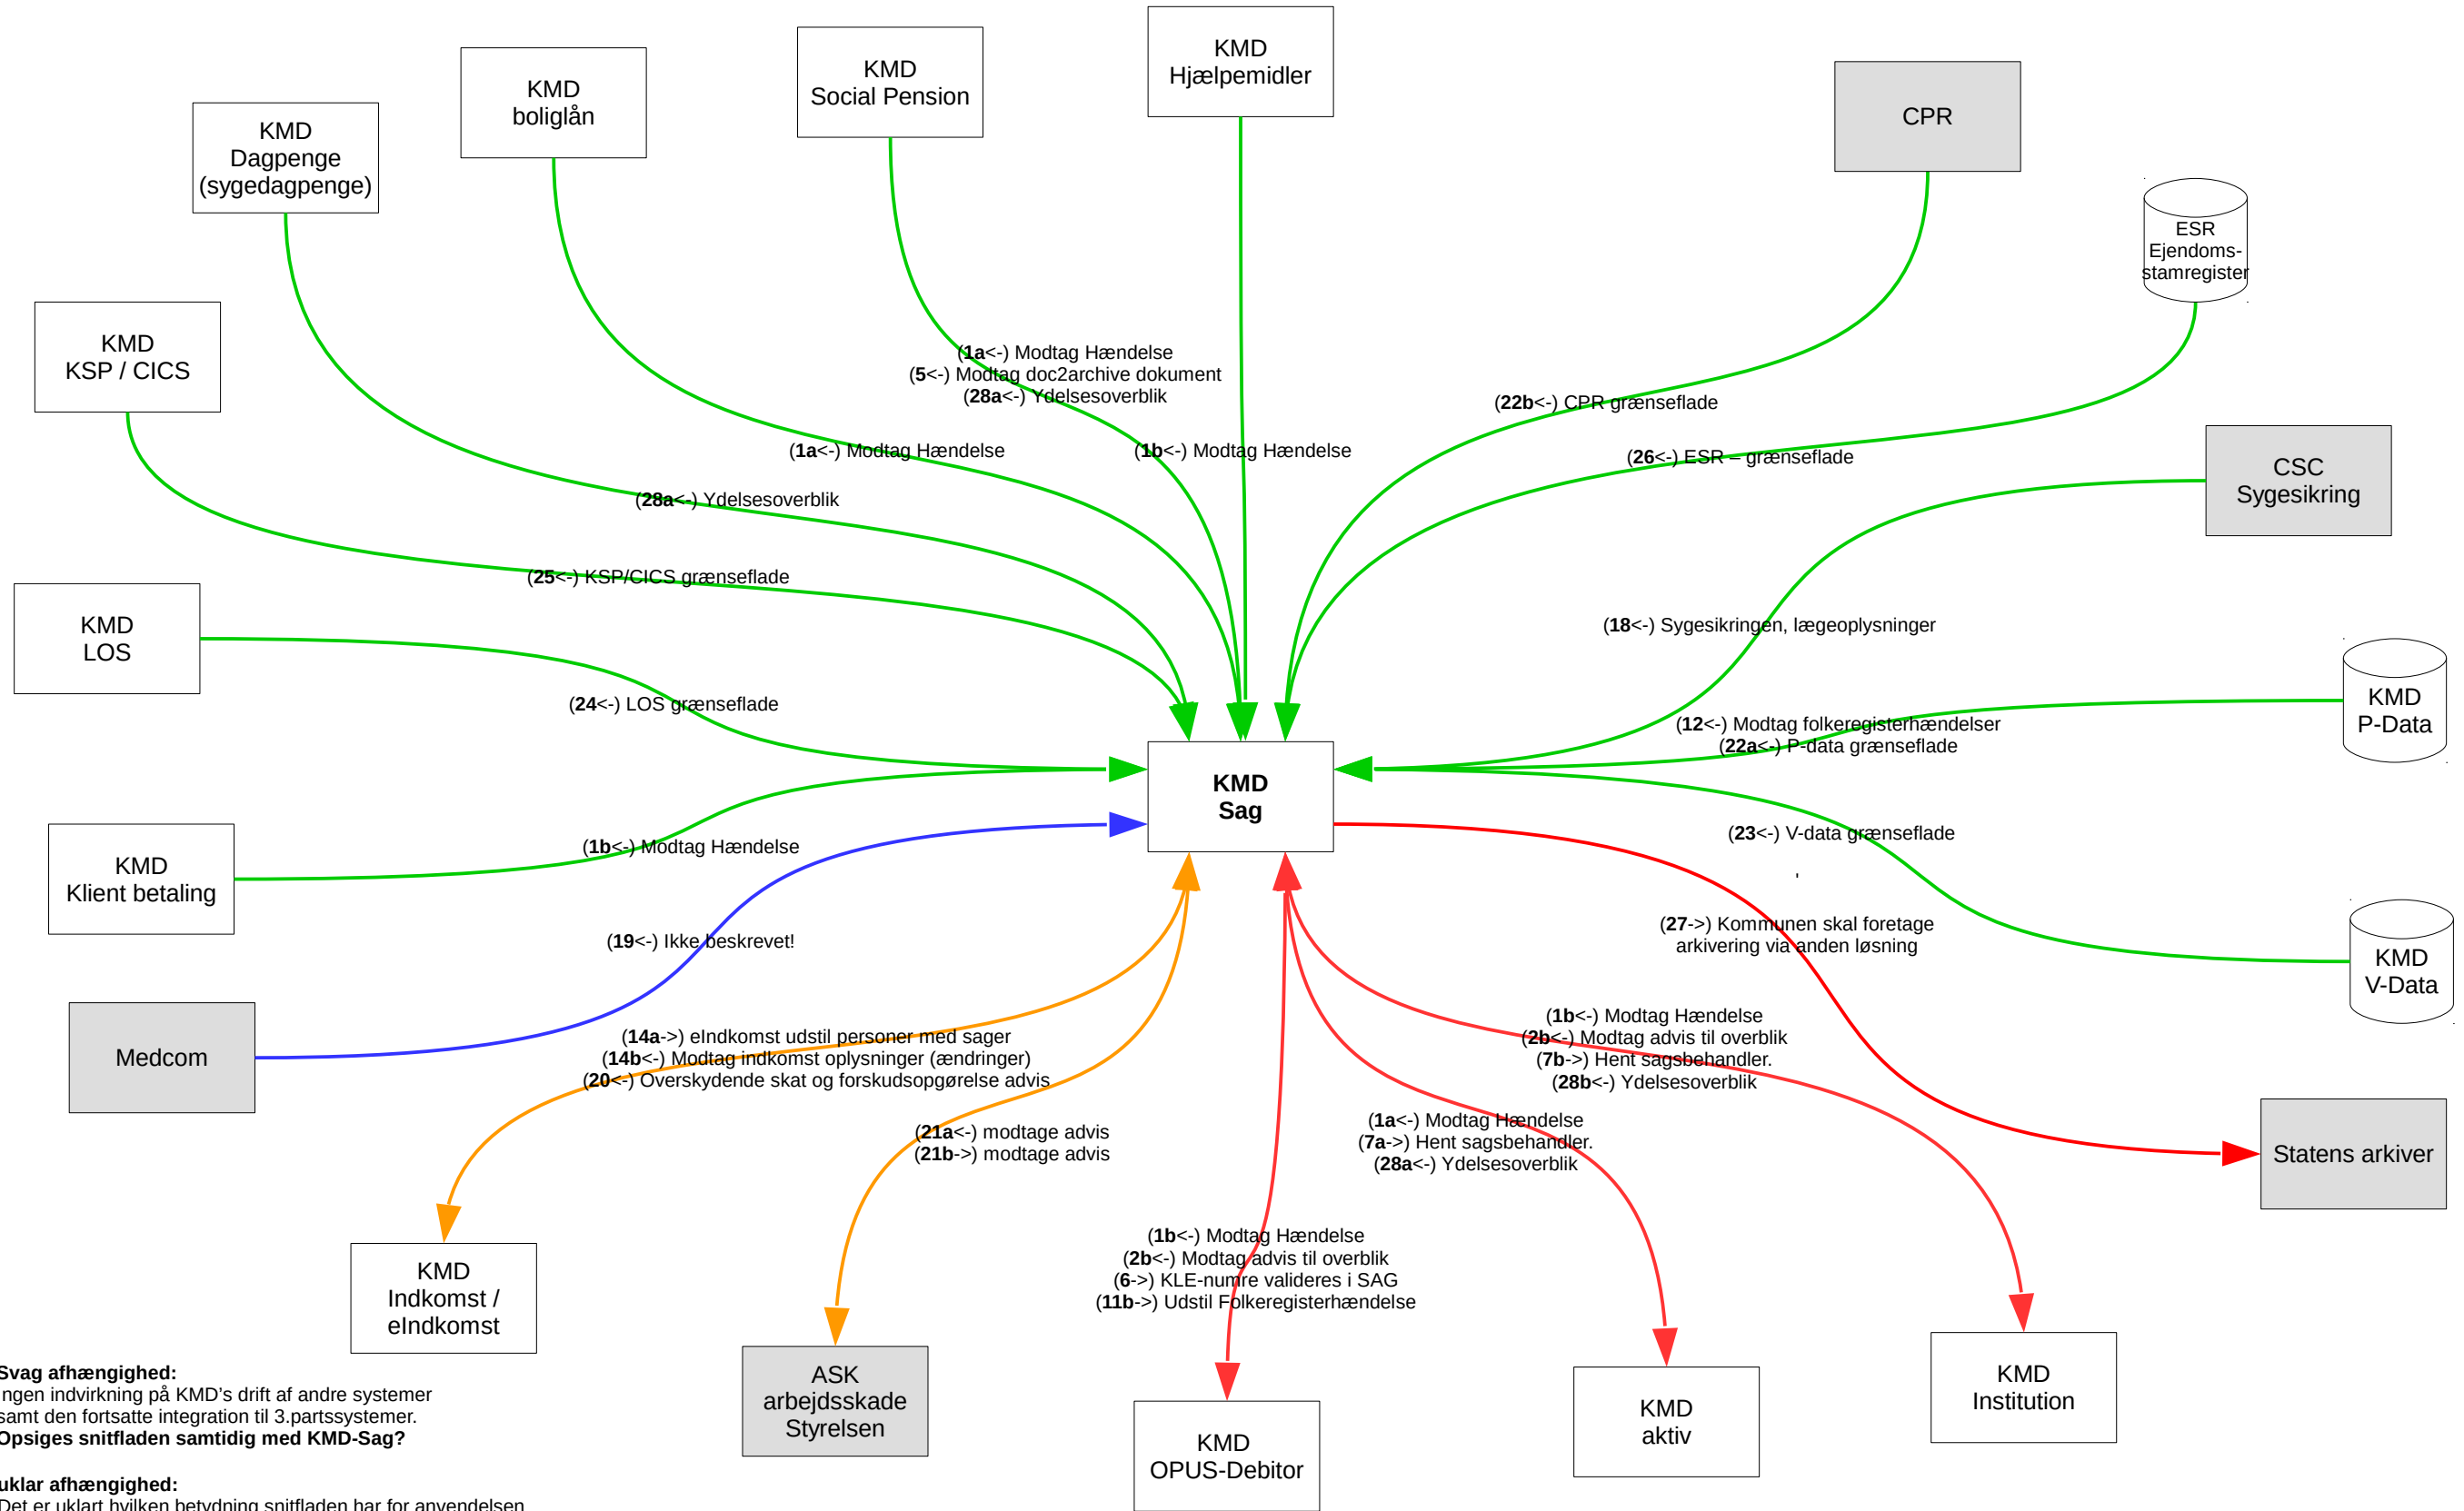 KMD
Hjælpemidler
KMD
Social Pension
KMD
boliglån
CPR
KMD
Dagpenge
(sygedagpenge)
ESR
Ejendoms-
stamregister
KMD
KSP / CICS
(1a<-) Modtag Hændelse
(5<-) Modtag doc2archive dokument
(28a<-) Ydelsesoverblik
(22b<-) CPR grænseflade
(1a<-) Modtag Hændelse
(1b<-) Modtag Hændelse
(26<-) ESR – grænseflade
CSC
Sygesikring
(28a<-) Ydelsesoverblik
(25<-) KSP/CICS grænseflade
KMD
LOS
(18<-) Sygesikringen, lægeoplysninger
(24<-) LOS grænseflade
(12<-) Modtag folkeregisterhændelser
(22a<-) P-data grænseflade
KMD
P-Data
KMD
Sag
(1b<-) Modtag Hændelse
(23<-) V-data grænseflade
'
KMD
Klient betaling
(19<-) Ikke beskrevet!
(27->) Kommunen skal foretage
arkivering via anden løsning
KMD
V-Data
Medcom
(14a->) eIndkomst udstil personer med sager
(14b<-) Modtag indkomst oplysninger (ændringer)
(20<-) Overskydende skat og forskudsopgørelse advis
(1b<-) Modtag Hændelse
(2b<-) Modtag advis til overblik
(7b->) Hent sagsbehandler.
(28b<-) Ydelsesoverblik
(21a<-) modtage advis
(21b->) modtage advis
(1a<-) Modtag Hændelse
(7a->) Hent sagsbehandler.
(28a<-) Ydelsesoverblik
Statens arkiver
(1b<-) Modtag Hændelse
(2b<-) Modtag advis til overblik
(6->) KLE-numre valideres i SAG
(11b->) Udstil Folkeregisterhændelse
KMD
Indkomst /
eIndkomst
ASK
arbejdsskade
Styrelsen
KMD
OPUS-Debitor
KMD
aktiv
KMD
Institution
Svag afhængighed:
ngen indvirkning på KMD's drift af andre systemer
samt den fortsatte integration til 3.partssystemer.
Opsiges snitfladen samtidig med KMD-Sag?
uklar afhængighed:
Det er uklart hvilken betydning snitfladen har for anvendelsen